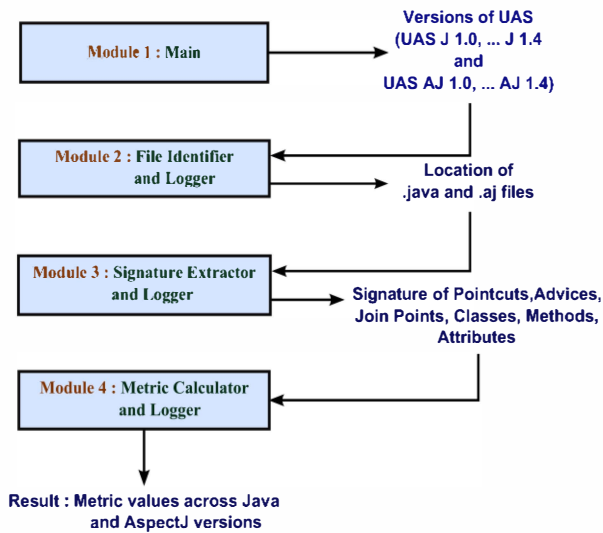 Module 1 : Main
Versions of UAS
(UAS J 1.0, ... J 1.4
and
UAS AJ 1.0, ... AJ 1.4)
Module 2 : File Identifier
and Logger
Location of
.java and .aj files
Module 3 : Signature Extractor
and Logger
Signature of Pointcuts,Advices,
Join Points, Classes, Methods,
Attributes
Module 4 : Metric Calculator
and Logger
Result : Metric values across Java
and AspectJ versions